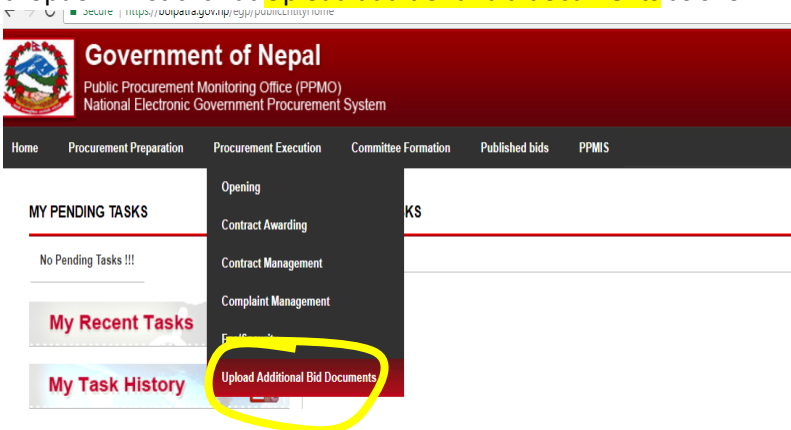 Secure | https://bolpatra.gov.np/egp/publicEntityHome
Government of Nepal
Public Procurement Monitoring Office (PPMO)
National Electronic Government Procurement System
Home Procurement Preparation Procurement Execution Committee Formation Published bids PPMIS
Opening
MY PENDING TASKS KS
Contract Awarding
No Pending Tasks !!!
Contract Management
Complaint Management
My Recent Tasks
Upload Additional Bid Documents
My Task History